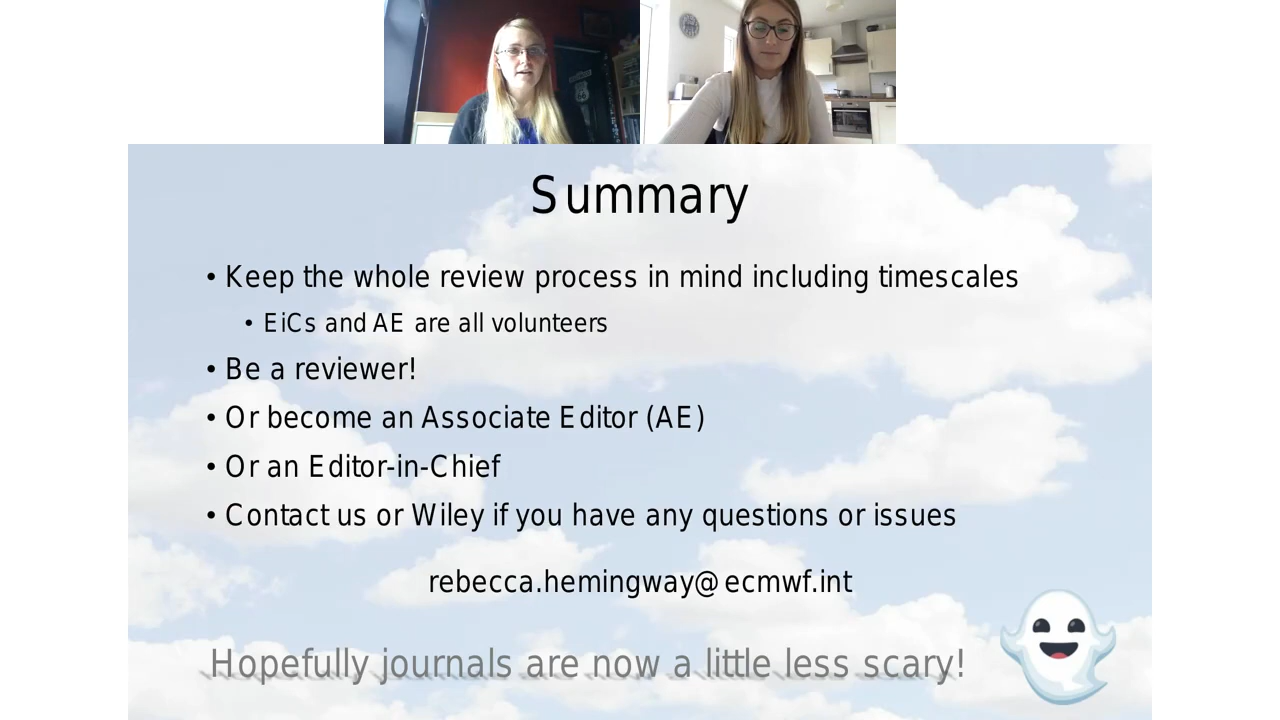 Summary
• Keep the whole review process in mind including timescales
• EiCs and AE are all volunteers
• Be a reviewer!
• Or become an Associate Editor (AE)
• Or an Editor-in-Chief
• Contact us or Wiley if you have any questions or issues
rebecca.hemingway@ecmwf.int
Hopefully journals are now a little less scary!